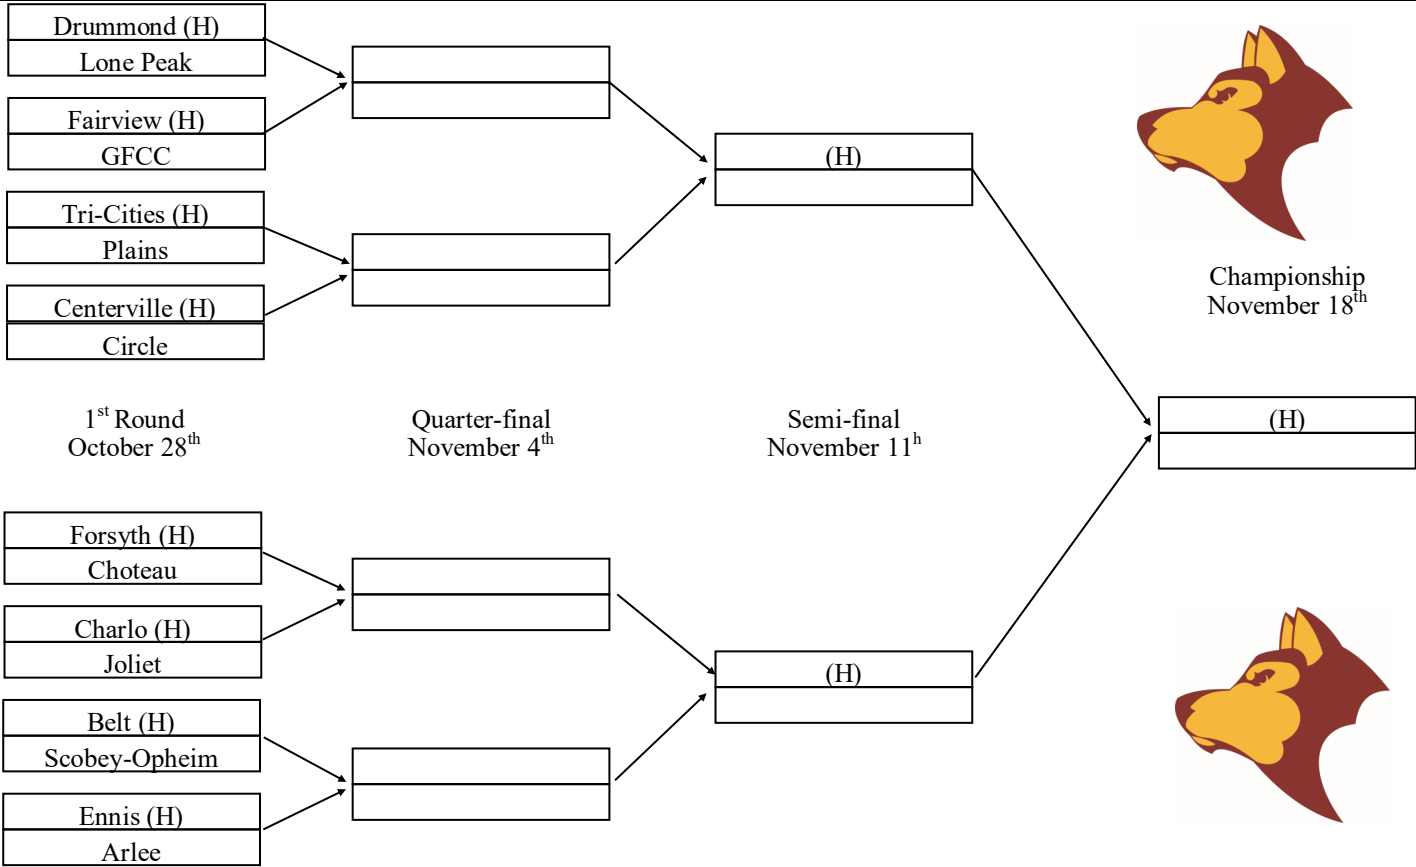 Drummond (H)
Lone Peak
Fairview (H)
GFCC
Tri-Cities (H)
Plains
Centerville (H)
Circle
(H)
Championship
November 18th
1st Round
October 28th
Quarter-final
November 4th
Semi-final
November 11h
(H)
Forsyth (H)
Choteau
Charlo (H)
Joliet
Belt (H)
Scobey-Opheim
Ennis (H)
Arlee
(H)